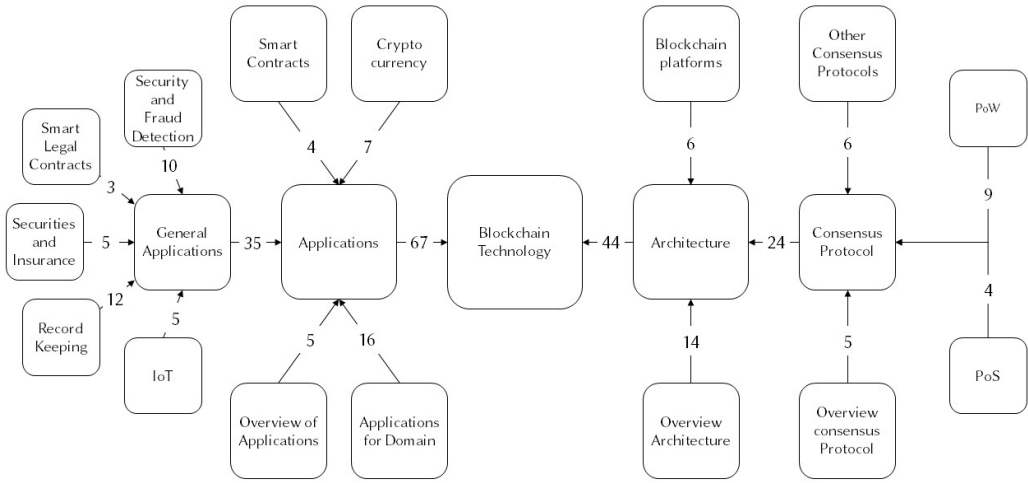 Smart
Contracts
Crypto
currency
Blockchain
platforms
Other
Consensus
Protocols
Security
and
Fraud
Detection
PoW
Smart
Legal
Contracts
10
4
7
6
6
3
9
Securities
and
Insurance
5
General
Applications
35
Applications
67
Blockchain
Technology
44
Architecture
24
Consensus
Protocol
12
5
4
Record
Keeping
5
16
14
5
IoT
PoS
Overview of
Applications
Applications
for Domain
Overview
Architecture
Overview
consensus
Protocol